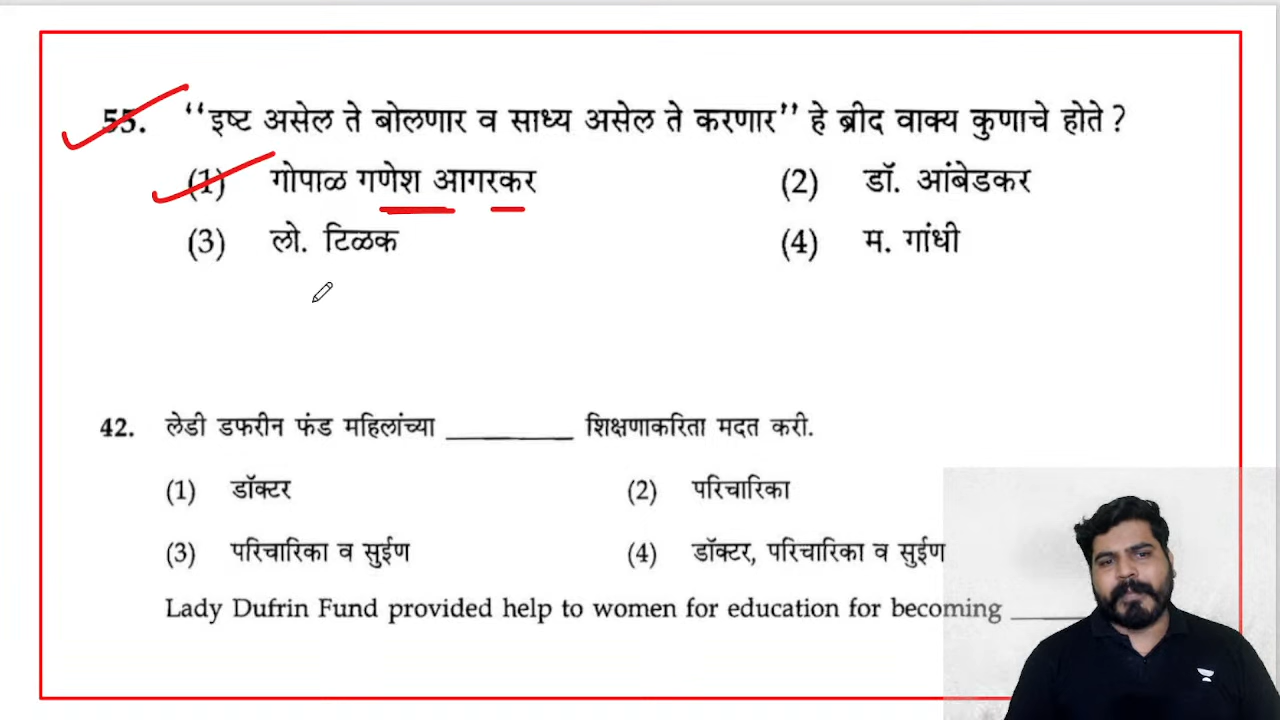 55. “इष्ट असेल ते बोलणार व साध्य असेल ते करणार” हे ब्रीद वाक्य कुणाचे होते ?
(1) गोपाळ गणेश आगरकर (2) डॉ. आंबेडकर
(3) लो. टिळक (4) म. गांधी
42. लेडी डफरीन फंड महिलांच्या ________ शिक्षणाकरिता मदत करी.
(1) डॉक्टर (2) परिचारिका
(3) परिचारिका व सुईण (4) डॉक्टर, परिचारिका व सुईण
Lady Dufrin Fund provided help to women for education for becoming ______